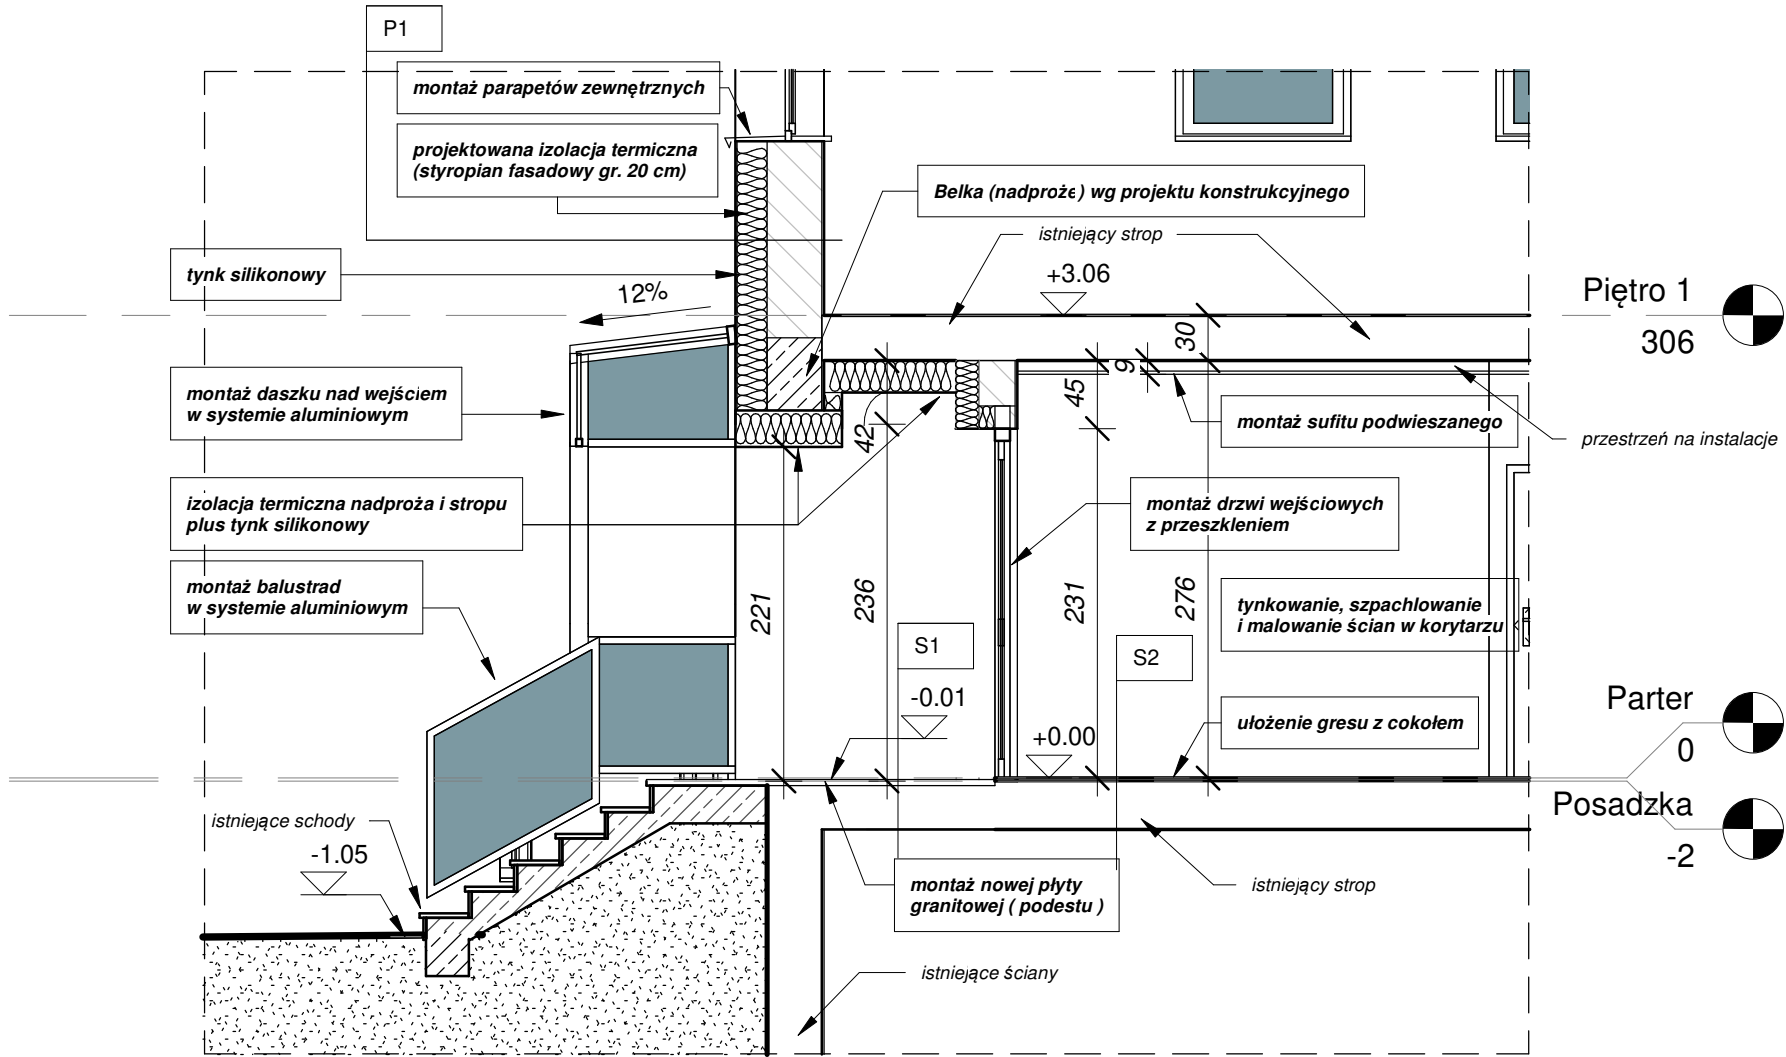 P1
montaż parapetów zewnętrznych
projektowana izolacja termiczna
(styropian fasadowy gr. 20 cm)
Belka (nadproże) wg projektu konstrukcyjnego
istniejący strop
tynk silikonowy
+3.06
12%
Piętro 1
306
30
9
45
42
montaż daszku nad wejściem
w systemie aluminiowym
montaż sufitu podwieszanego
przestrzeń na instalacje
izolacja termiczna nadproża i stropu
plus tynk silikonowy
montaż drzwi wejściowych
z przeszkleniem
montaż balustrad
w systemie aluminiowym
221
236
231
276
tynkowanie, szpachlowanie
i malowanie ścian w korytarzu
S1
S2
-0.01
+0.00
ułożenie gresu z cokołem
Parter
0
Posadzka
-2
istniejące schody
-1.05
montaż nowej płyty
granitowej ( podestu )
istniejący strop
istniejące ściany